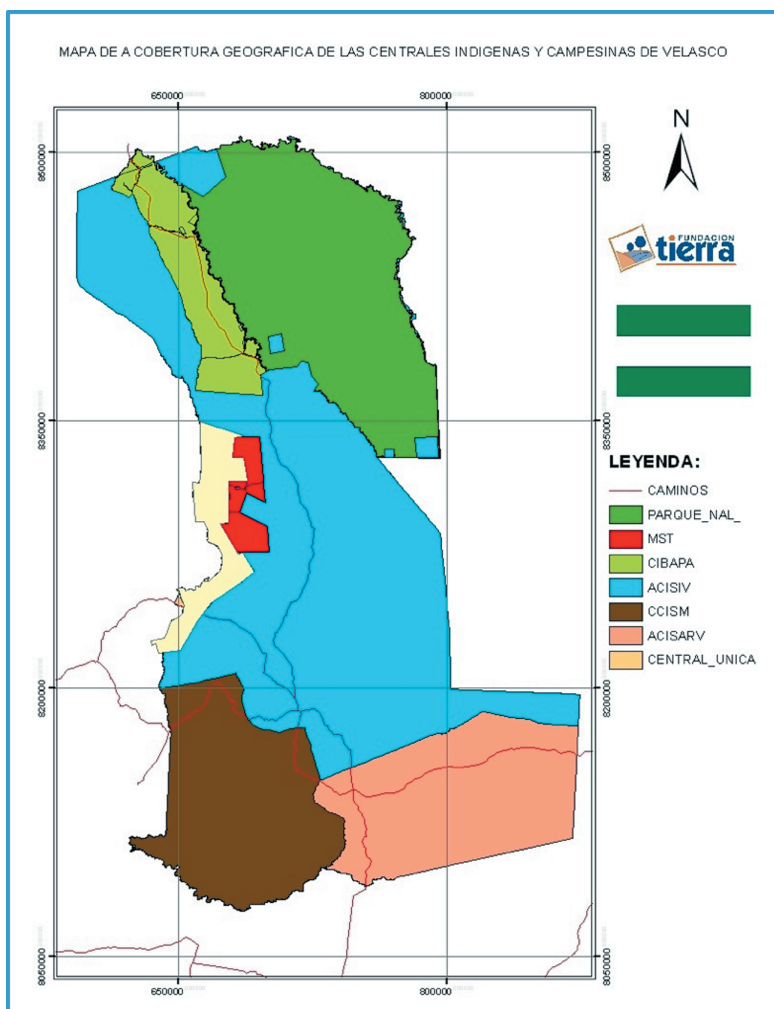 MAPA DE A COBERTURA GEOGRAFICA DE LAS CENTRALES INDIGENAS Y CAMPESINAS DE VELASCO
650000 800000
N
8500000 8500000
FUNDACION
tierra
8350000 8350000
LEYENDA:
CAMINOS
PARQUE_NAL_
MST
CIBAPA
ACISIV
CCISM
ACISARV
CENTRAL_UNICA
8200000 8200000
8050000 8050000
650000 800000